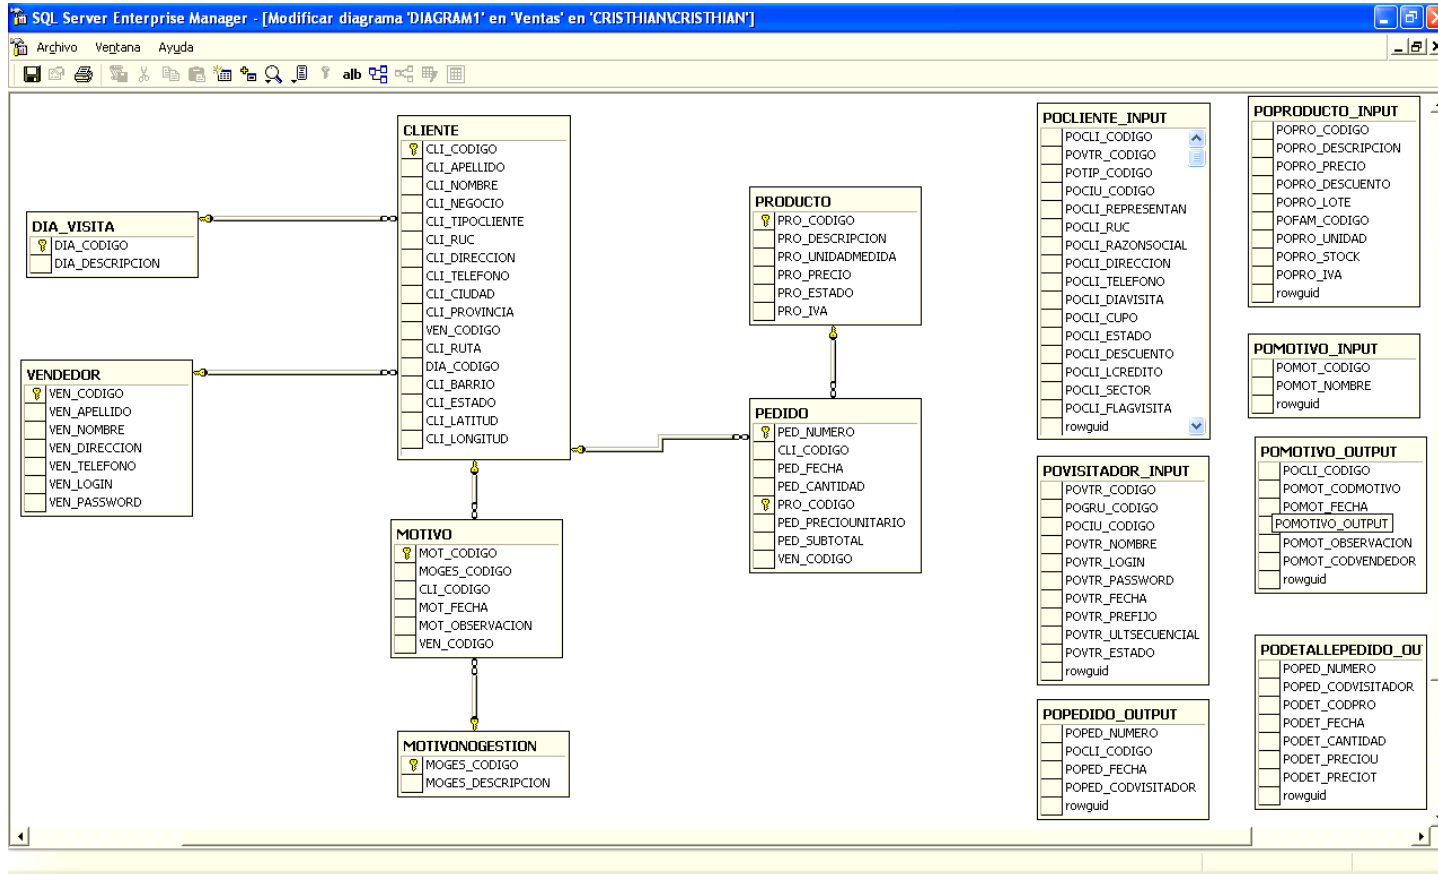 SQL Server Enterprise Manager - [Modificar diagrama 'DIAGRAM1' en 'Ventas' en 'CRISTHIAN\CRISTHIAN']
Archivo Ventana Ayuda
a|b
DIA_VISITA
DIA_CODIGO
DIA_DESCRIPCION
VENDEDOR
VEN_CODIGO
VEN_APELLIDO
VEN_NOMBRE
VEN_DIRECCION
VEN_TELEFONO
VEN_LOGIN
VEN_PASSWORD
CLIENTE
CLI_CODIGO
CLI_APELLIDO
CLI_NOMBRE
CLI_NEGOCIO
CLI_TIPOCLIENTE
CLI_RUC
CLI_DIRECCION
CLI_TELEFONO
CLI_CIUDAD
CLI_PROVINCIA
VEN_CODIGO
CLI_RUTA
DIA_CODIGO
CLI_BARRIO
CLI_ESTADO
CLI_LATITUD
CLI_LONGITUD
MOTIVO
MOT_CODIGO
MOGES_CODIGO
CLI_CODIGO
MOT_FECHA
MOT_OBSERVACION
VEN_CODIGO
MOTIVONOGESTION
MOGES_CODIGO
MOGES_DESCRIPCION
PRODUCTO
PRO_CODIGO
PRO_DESCRIPCION
PRO_UNIDADMEDIDA
PRO_PRECIO
PRO_ESTADO
PRO_IVA
PEDIDO
PED_NUMERO
CLI_CODIGO
PED_FECHA
PED_CANTIDAD
PRO_CODIGO
PED_PRECIOUNITARIO
PED_SUBTOTAL
VEN_CODIGO
POCLIENTE_INPUT
POCLI_CODIGO
POVTR_CODIGO
POTIP_CODIGO
POCIU_CODIGO
POCLI_REPRESENTAN
POCLI_RUC
POCLI_RAZONSOCIAL
POCLI_DIRECCION
POCLI_TELEFONO
POCLI_DIAVISITA
POCLI_CUPO
POCLI_ESTADO
POCLI_DESCUENTO
POCLI_LCREDITO
POCLI_SECTOR
POCLI_FLAGVISITA
rowguid
POVISITADOR_INPUT
POVTR_CODIGO
POGRU_CODIGO
POCIU_CODIGO
POVTR_NOMBRE
POVTR_LOGIN
POVTR_PASSWORD
POVTR_FECHA
POVTR_PREFIJO
POVTR_ULTSECUENCIAL
POVTR_ESTADO
rowguid
POPEDIDO_OUTPUT
POPED_NUMERO
POCLI_CODIGO
POPED_FECHA
POPED_CODVISITADOR
rowguid
POPRODUCTO_INPUT
POPRO_CODIGO
POPRO_DESCRIPCION
POPRO_PRECIO
POPRO_DESCUENTO
POPRO_LOTE
POFAM_CODIGO
POPRO_UNIDAD
POPRO_STOCK
POPRO_IVA
rowguid
POMOTIVO_INPUT
POMOT_CODIGO
POMOT_NOMBRE
rowguid
POMOTIVO_OUTPUT
POCLI_CODIGO
POMOT_CODMOTIVO
POMOT_FECHA
POMOTIVO_OUTPUT
POMOT_OBSERVACION
POMOT_CODVENDEDOR
rowguid
PODETALLEPEDIDO_OU
POPED_NUMERO
POPED_CODVISITADOR
PODET_CODPRO
PODET_FECHA
PODET_CANTIDAD
PODET_PRECIOU
PODET_PRECIOT
rowguid